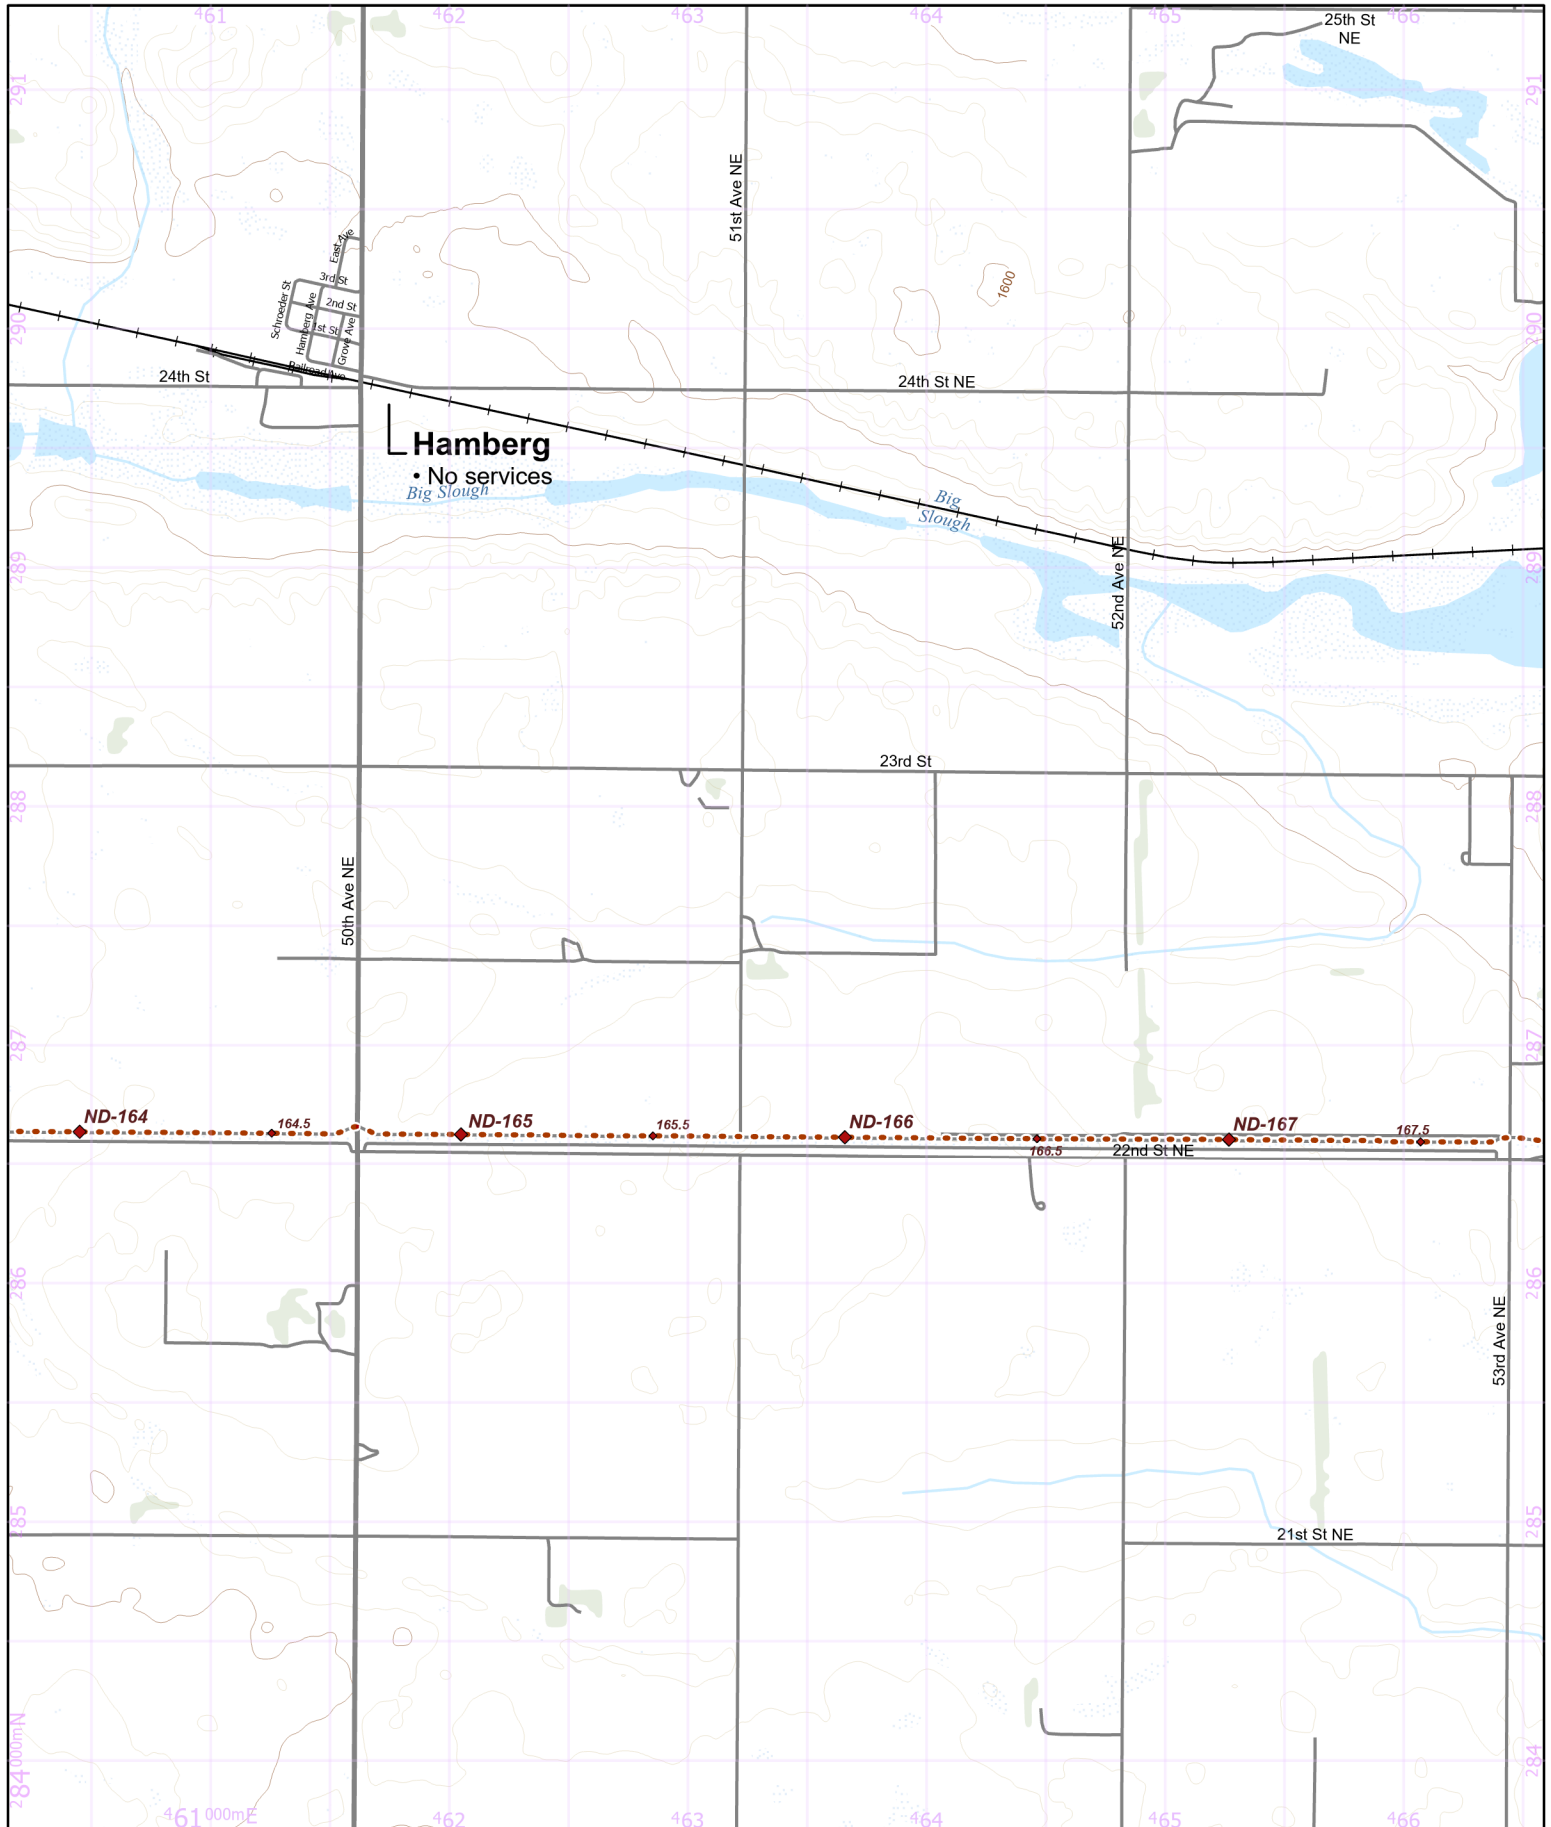 461 462 463 464 465 466
25th St
NE
291 291
51st Ave NE
East Ave
3rd St
Schroeder St
Hamberg Ave
2nd St
1st St
Grove Ave
1600
290 290
Railroad Ave
24th St
24th St NE
Hamberg
• No services
Big Slough
Big
Slough
52nd Ave NE
289 289
23rd St
288 288
50th Ave NE
287 287
ND-164
164.5
ND-165
165.5
ND-166
166.5
ND-167
167.5
22nd St NE
286 286
53rd Ave NE
285 285
21st St NE
284000mN 284
461000mE 462 463 464 465 466